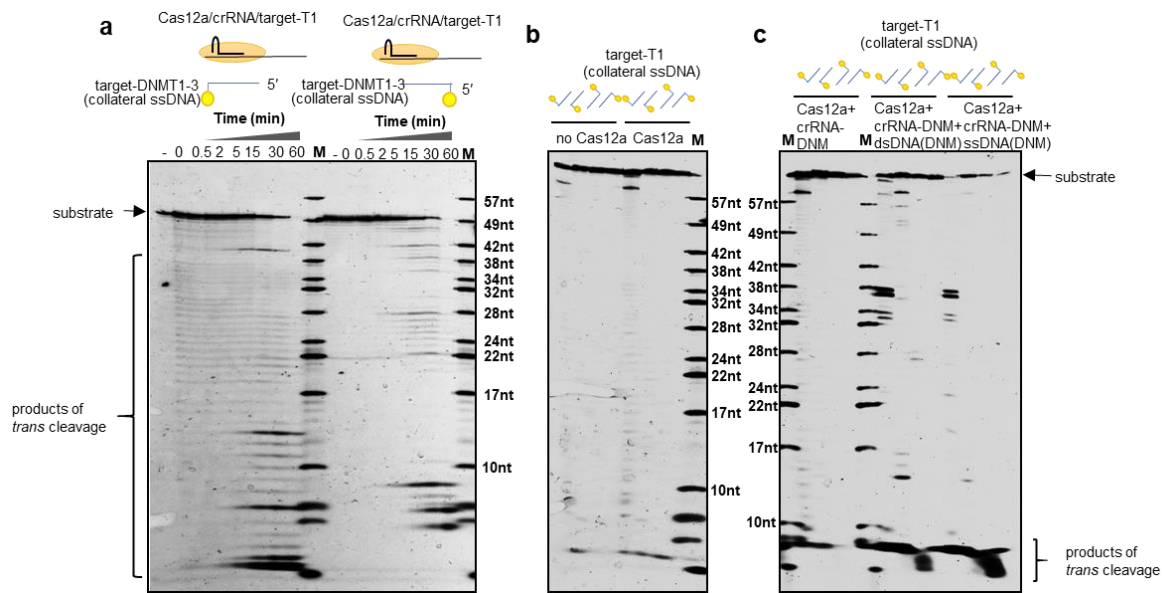 a
Cas12a/crRNA/target-T1
Cas12a/crRNA/target-T1
target-DNMT1-3
(collateral ssDNA)
5′
target-DNMT1-3
(collateral ssDNA)
5′
Time (min)
Time (min)
- 0 0.5 2 5 15 30 60 M
- 0 0.5 2 5 15 30 60 M
substrate
products of
trans cleavage
57nt
49nt
42nt
38nt
34nt
32nt
28nt
24nt
22nt
17nt
10nt
b
target-T1
(collateral ssDNA)
no Cas12a
Cas12a
M
57nt
49nt
42nt
38nt
34nt
32nt
28nt
24nt
22nt
17nt
10nt
c
target-T1
(collateral ssDNA)
Cas12a+
crRNA-
DNM
Cas12a+
crRNA-DNM+
dsDNA(DNM)
Cas12a+
crRNA-DNM+
ssDNA(DNM)
M
M
57nt
49nt
42nt
38nt
34nt
32nt
28nt
24nt
22nt
17nt
10nt
substrate
products of
trans cleavage